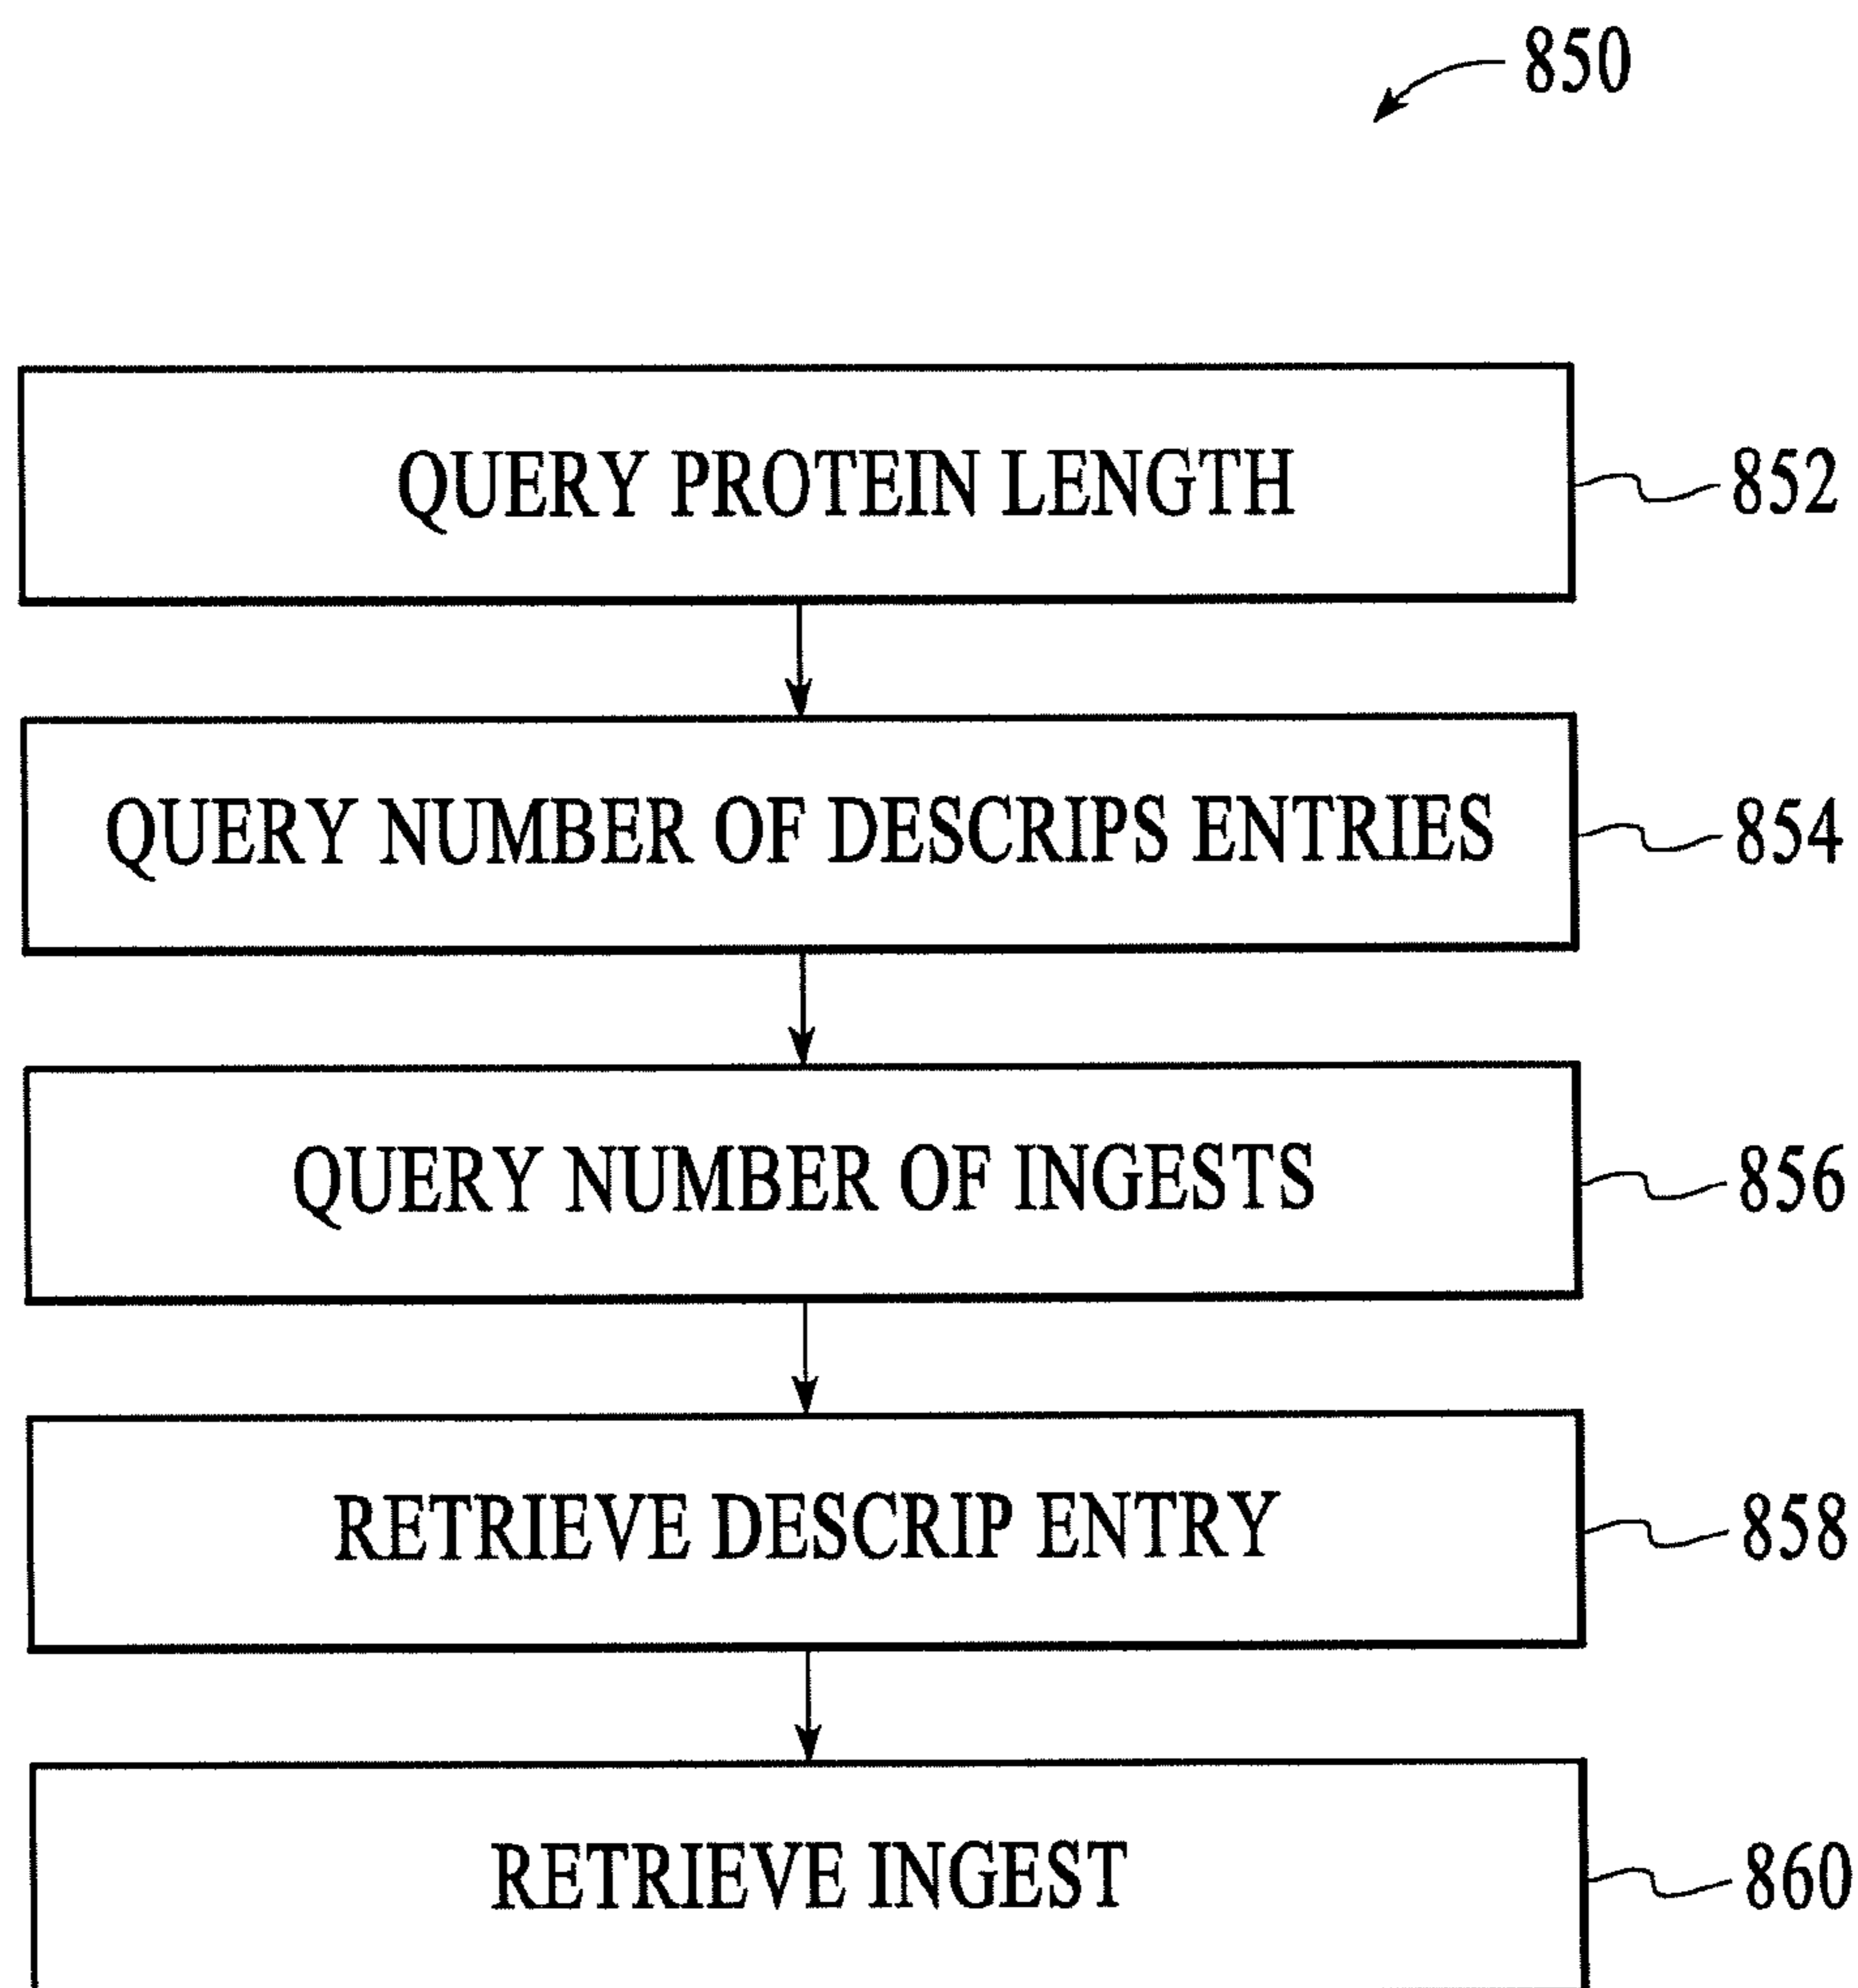 850
QUERY PROTEIN LENGTH
852
QUERY NUMBER OF DESCRIPS ENTRIES
854
QUERY NUMBER OF INGESTS
856
RETRIEVE DESCRIP ENTRY
858
RETRIEVE INGEST
860